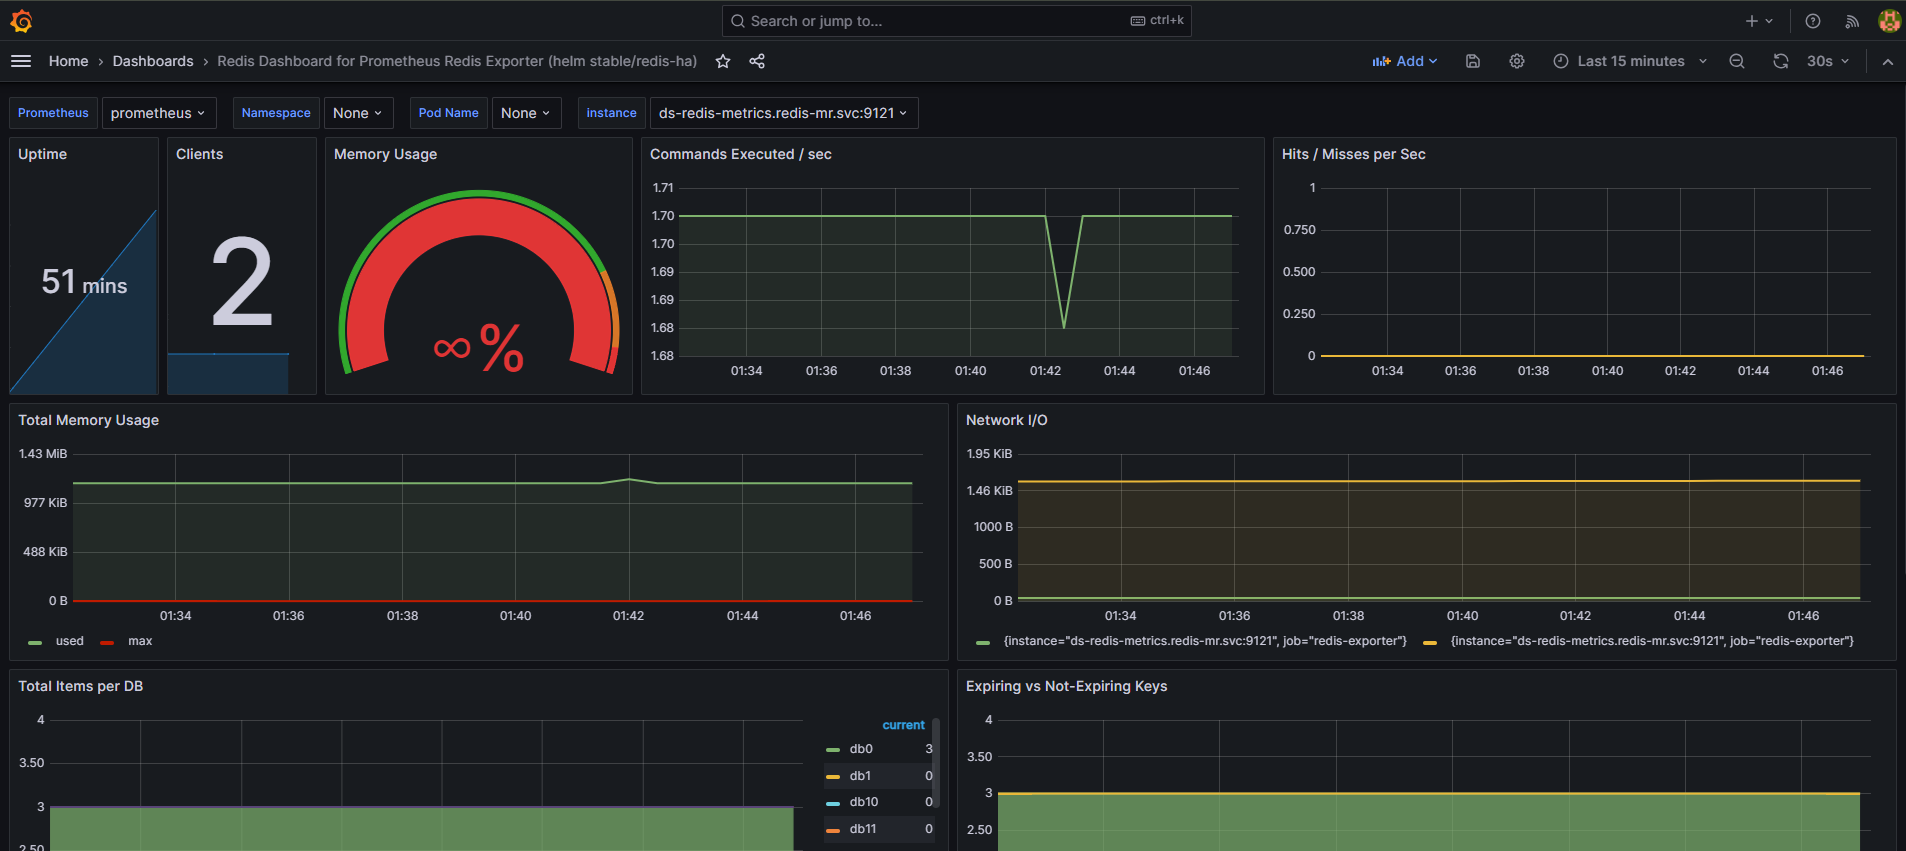 Search or jump to...
ctrl+k
Home › Dashboards › Redis Dashboard for Prometheus Redis Exporter (helm stable/redis-ha)
Add
Last 15 minutes
30s
Prometheus prometheus
Namespace None
Pod Name None
instance ds-redis-metrics.redis-mr.svc:9121
Uptime
51 mins
Clients
2
Memory Usage
∞%
Commands Executed / sec
1.71
1.70
1.70
1.69
1.69
1.68
1.68
01:34 01:36 01:38 01:40 01:42 01:44 01:46
Hits / Misses per Sec
1
0.750
0.500
0.250
0
01:34 01:36 01:38 01:40 01:42 01:44 01:46
Total Memory Usage
1.43 MiB
977 KiB
488 KiB
0 B
01:34 01:36 01:38 01:40 01:42 01:44 01:46
used max
Network I/O
1.95 KiB
1.46 KiB
1000 B
500 B
0 B
01:34 01:36 01:38 01:40 01:42 01:44 01:46
{instance="ds-redis-metrics.redis-mr.svc:9121", job="redis-exporter"} {instance="ds-redis-metrics.redis-mr.svc:9121", job="redis-exporter"}
Total Items per DB
4
3.50
3
2.50
current
db0 3
db1 0
db10 0
db11 0
Expiring vs Not-Expiring Keys
4
3.50
3
2.50